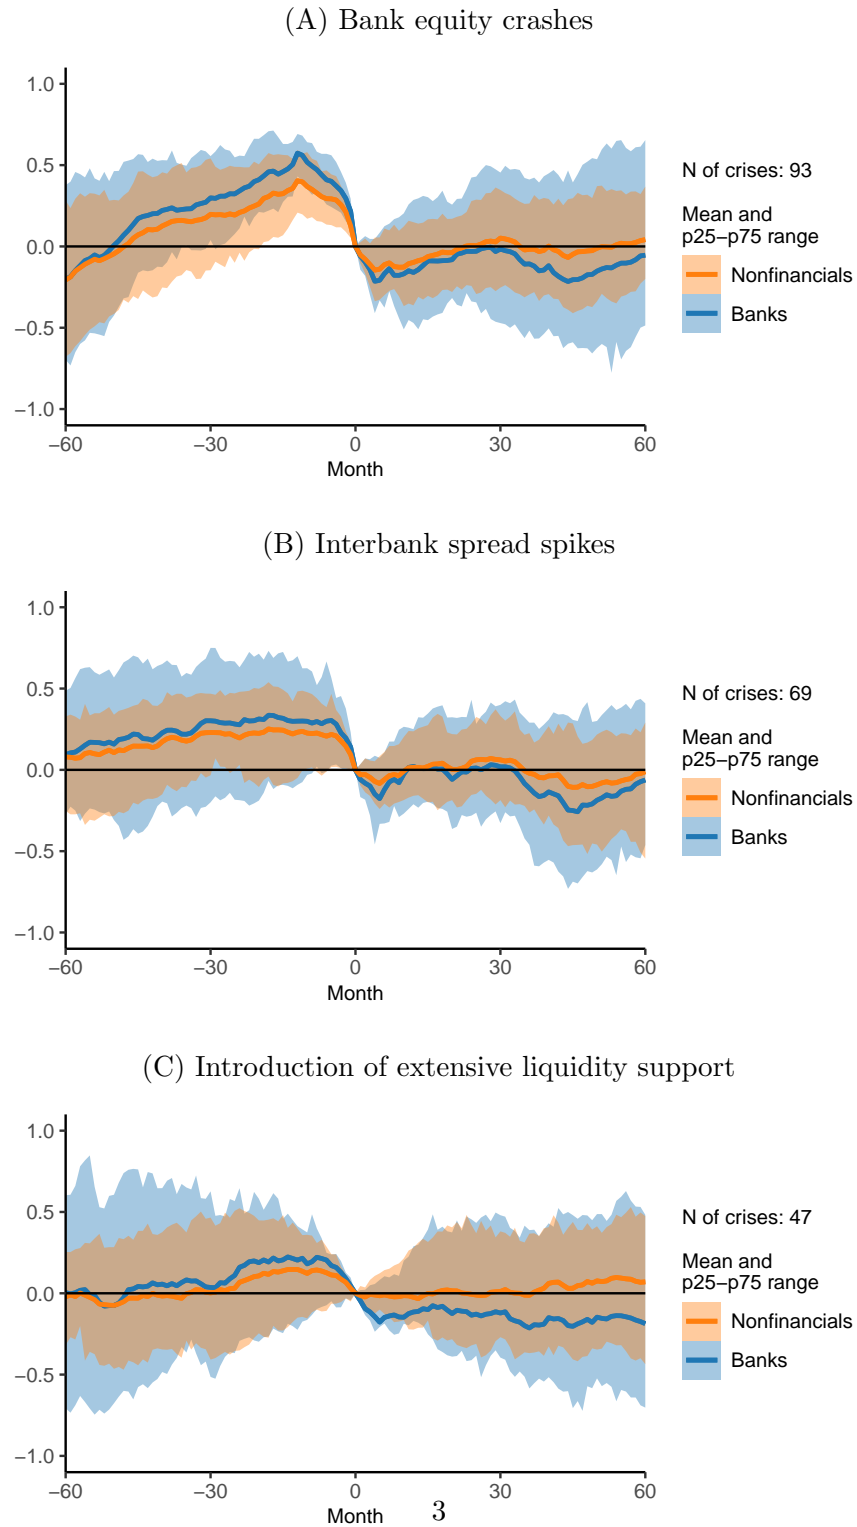 (A) Bank equity crashes
1.0
0.5
0.0
−0.5
−1.0
−60 −30 0 30 60
Month
N of crises: 93
Mean and
p25−p75 range
Nonfinancials
Banks
(B) Interbank spread spikes
1.0
0.5
0.0
−0.5
−1.0
−60 −30 0 30 60
Month
N of crises: 69
Mean and
p25−p75 range
Nonfinancials
Banks
(C) Introduction of extensive liquidity support
1.0
0.5
0.0
−0.5
−1.0
−60 −30 0 30 60
Month
N of crises: 47
Mean and
p25−p75 range
Nonfinancials
Banks
3